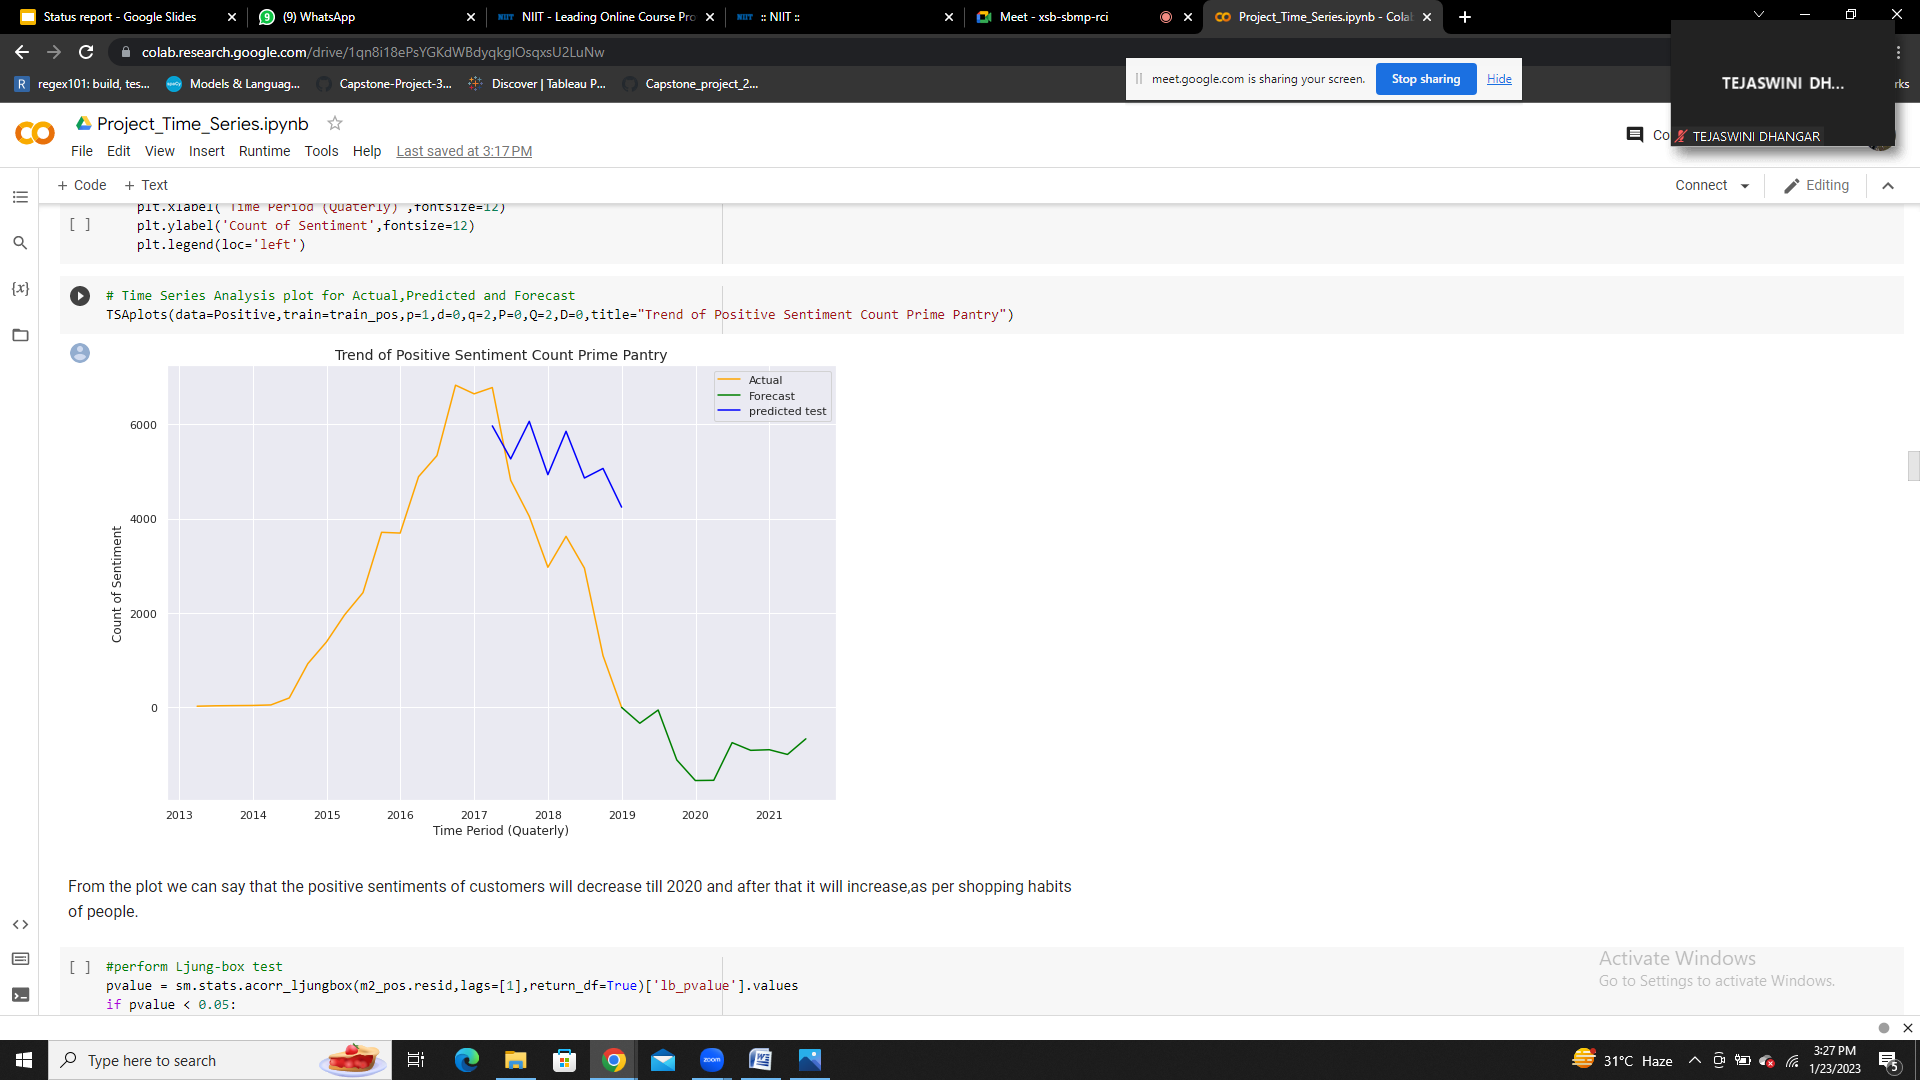 Status report - Google Slides
(9) WhatsApp
NIIT - Leading Online Course Pro
:: NIIT ::
Meet - xsb-sbmp-rci
Project_Time_Series.ipynb - Colab
colab.research.google.com/drive/1qn8i18ePsYGKdWBdyqkglOsqxsU2LuNw
regex101: build, tes...
Models & Languag...
Capstone-Project-3...
Discover | Tableau P...
Capstone_project_2...
meet.google.com is sharing your screen.
Stop sharing
Hide
TEJASWINI DH...
TEJASWINI DHANGAR
rks
Project_Time_Series.ipynb
Co
File Edit View Insert Runtime Tools Help Last saved at 3:17 PM
+ Code + Text
Connect
Editing
plt.xlabel('Time Period (Quaterly)',fontsize=12)
[ ] plt.ylabel('Count of Sentiment',fontsize=12)
plt.legend(loc='left')
{x}
# Time Series Analysis plot for Actual,Predicted and Forecast
TSAplots(data=Positive,train=train_pos,p=1,d=0,q=2,P=0,Q=2,D=0,title="Trend of Positive Sentiment Count Prime Pantry")
Trend of Positive Sentiment Count Prime Pantry
Actual
Forecast
predicted test
6000
4000
2000
0
Count of Sentiment
2013 2014 2015 2016 2017 2018 2019 2020 2021
Time Period (Quaterly)
From the plot we can say that the positive sentiments of customers will decrease till 2020 and after that it will increase,as per shopping habits
of people.
[ ] #perform Ljung-box test
pvalue = sm.stats.acorr_ljungbox(m2_pos.resid,lags=[1],return_df=True)['lb_pvalue'].values
if pvalue < 0.05:
Activate Windows
Go to Settings to activate Windows.
Type here to search
zoom
31°C Haze
3:27 PM
1/23/2023
5